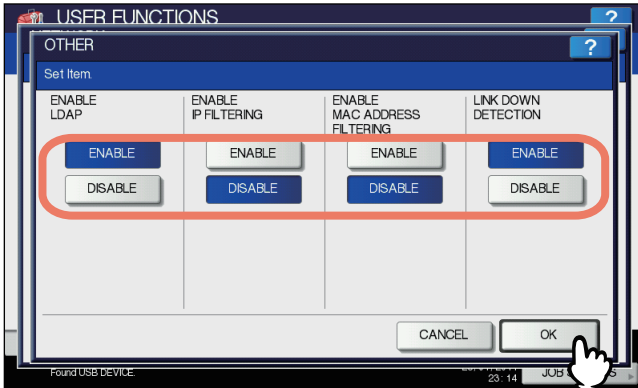 USER FUNCTIONS
?
OTHER
?
Set Item.
ENABLE
LDAP
ENABLE
IP FILTERING
ENABLE
MAC ADDRESS
FILTERING
LINK DOWN
DETECTION
ENABLE
ENABLE
ENABLE
ENABLE
DISABLE
DISABLE
DISABLE
DISABLE
CANCEL
OK
Found USB DEVICE.
23:14
JOB